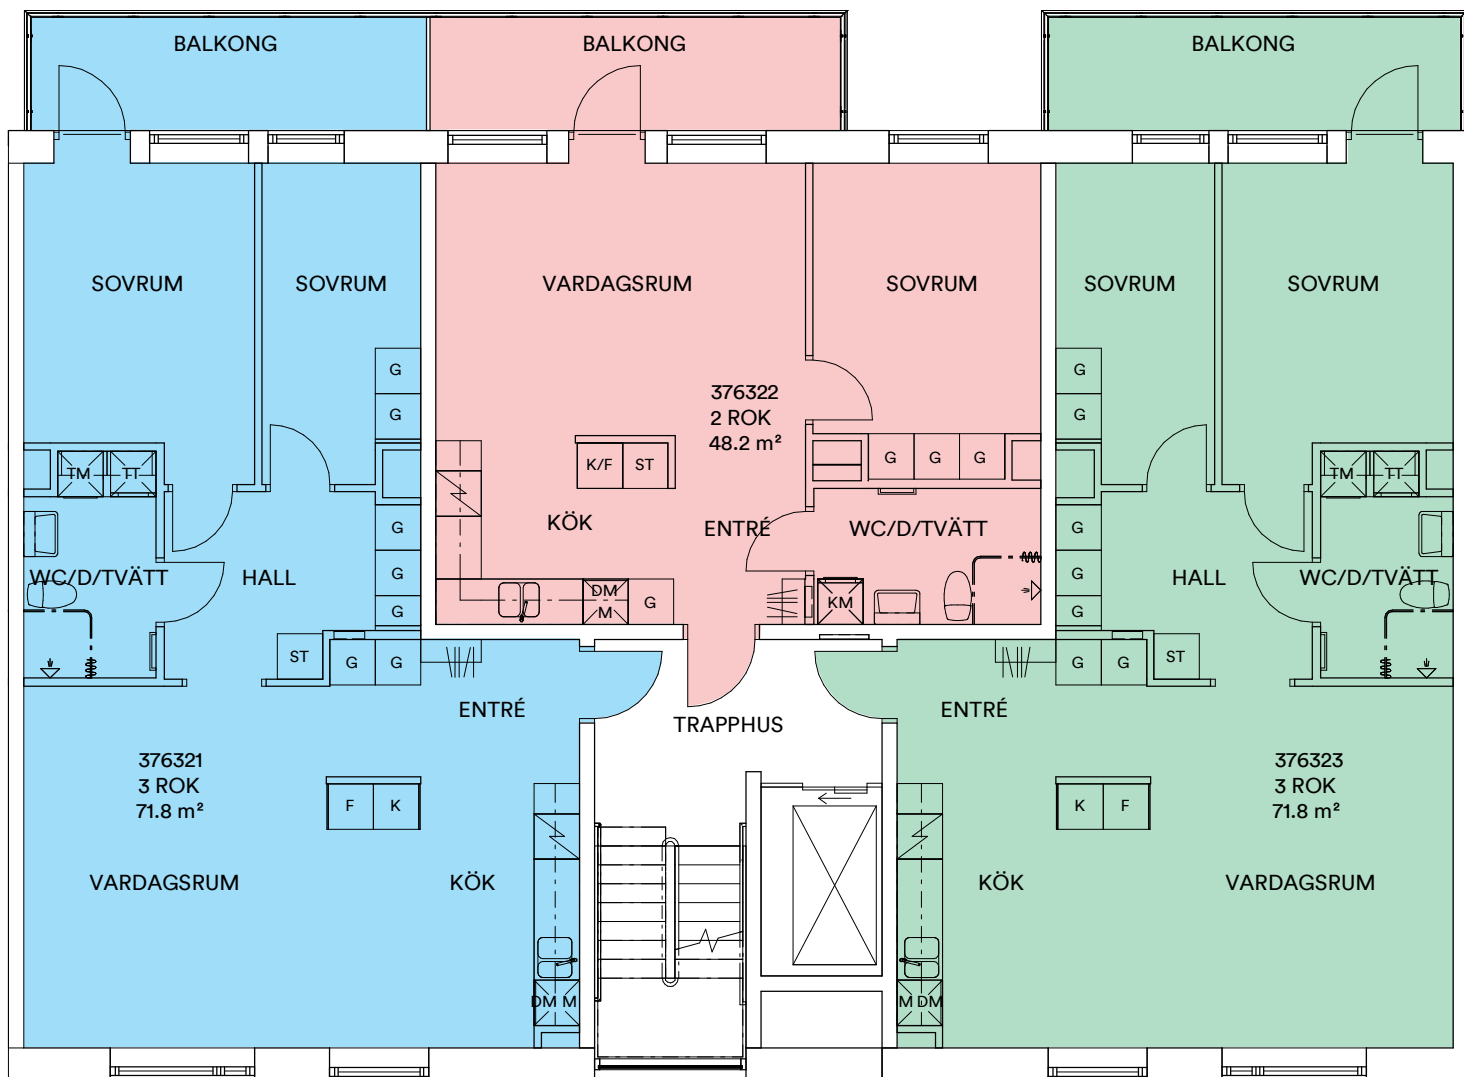 BALKONG
BALKONG
BALKONG
SOVRUM
SOVRUM
VARDAGSRUM
SOVRUM
SOVRUM
SOVRUM
G
G
376322
2 ROK
48.2 m²
G
G
TM
TT
K/F
ST
G
G
G
TM
TT
KÖK
ENTRÉ
WC/D/TVÄTT
G
G
G
G
G
G
WC/D/TVÄTT
HALL
HALL
WC/D/TVÄTT
DM
M
G
KM
ST
G
G
G
G
ST
ENTRÉ
TRAPPHUS
ENTRÉ
376321
3 ROK
71.8 m²
376323
3 ROK
71.8 m²
F
K
K
F
VARDAGSRUM
KÖK
KÖK
VARDAGSRUM
DM M
M DM